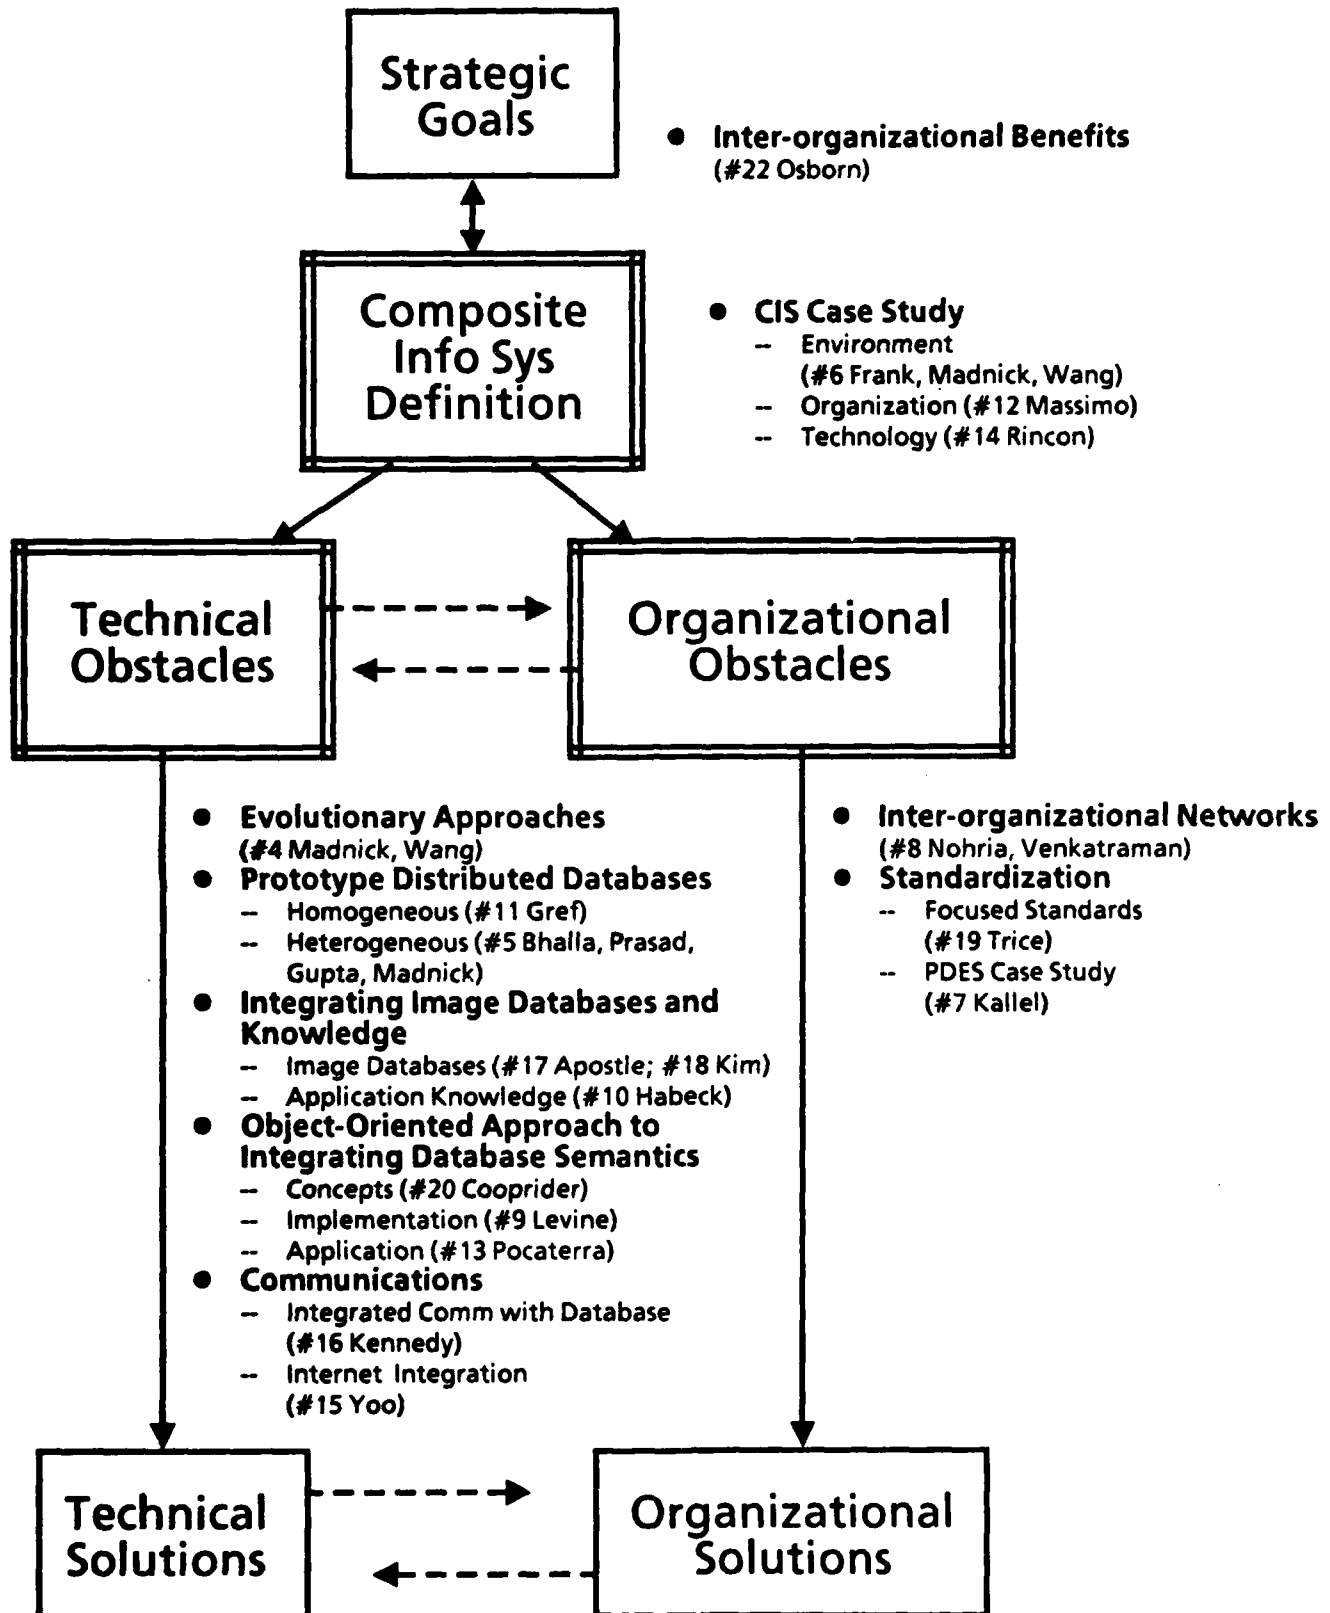 Strategic
Goals
● Inter-organizational Benefits
(#22 Osborn)
Composite
Info Sys
Definition
● CIS Case Study
-- Environment
(#6 Frank, Madnick, Wang)
-- Organization (#12 Massimo)
-- Technology (#14 Rincon)
Technical
Obstacles
Organizational
Obstacles
● Evolutionary Approaches
(#4 Madnick, Wang)
● Prototype Distributed Databases
-- Homogeneous (#11 Gref)
-- Heterogeneous (#5 Bhalla, Prasad,
Gupta, Madnick)
● Integrating Image Databases and
Knowledge
-- Image Databases (#17 Apostle; #18 Kim)
-- Application Knowledge (#10 Habeck)
● Object-Oriented Approach to
Integrating Database Semantics
-- Concepts (#20 Cooprider)
-- Implementation (#9 Levine)
-- Application (#13 Pocaterra)
● Communications
-- Integrated Comm with Database
(#16 Kennedy)
-- Internet Integration
(#15 Yoo)
● Inter-organizational Networks
(#8 Nohria, Venkatraman)
● Standardization
-- Focused Standards
(#19 Trice)
-- PDES Case Study
(#7 Kallel)
Technical
Solutions
Organizational
Solutions